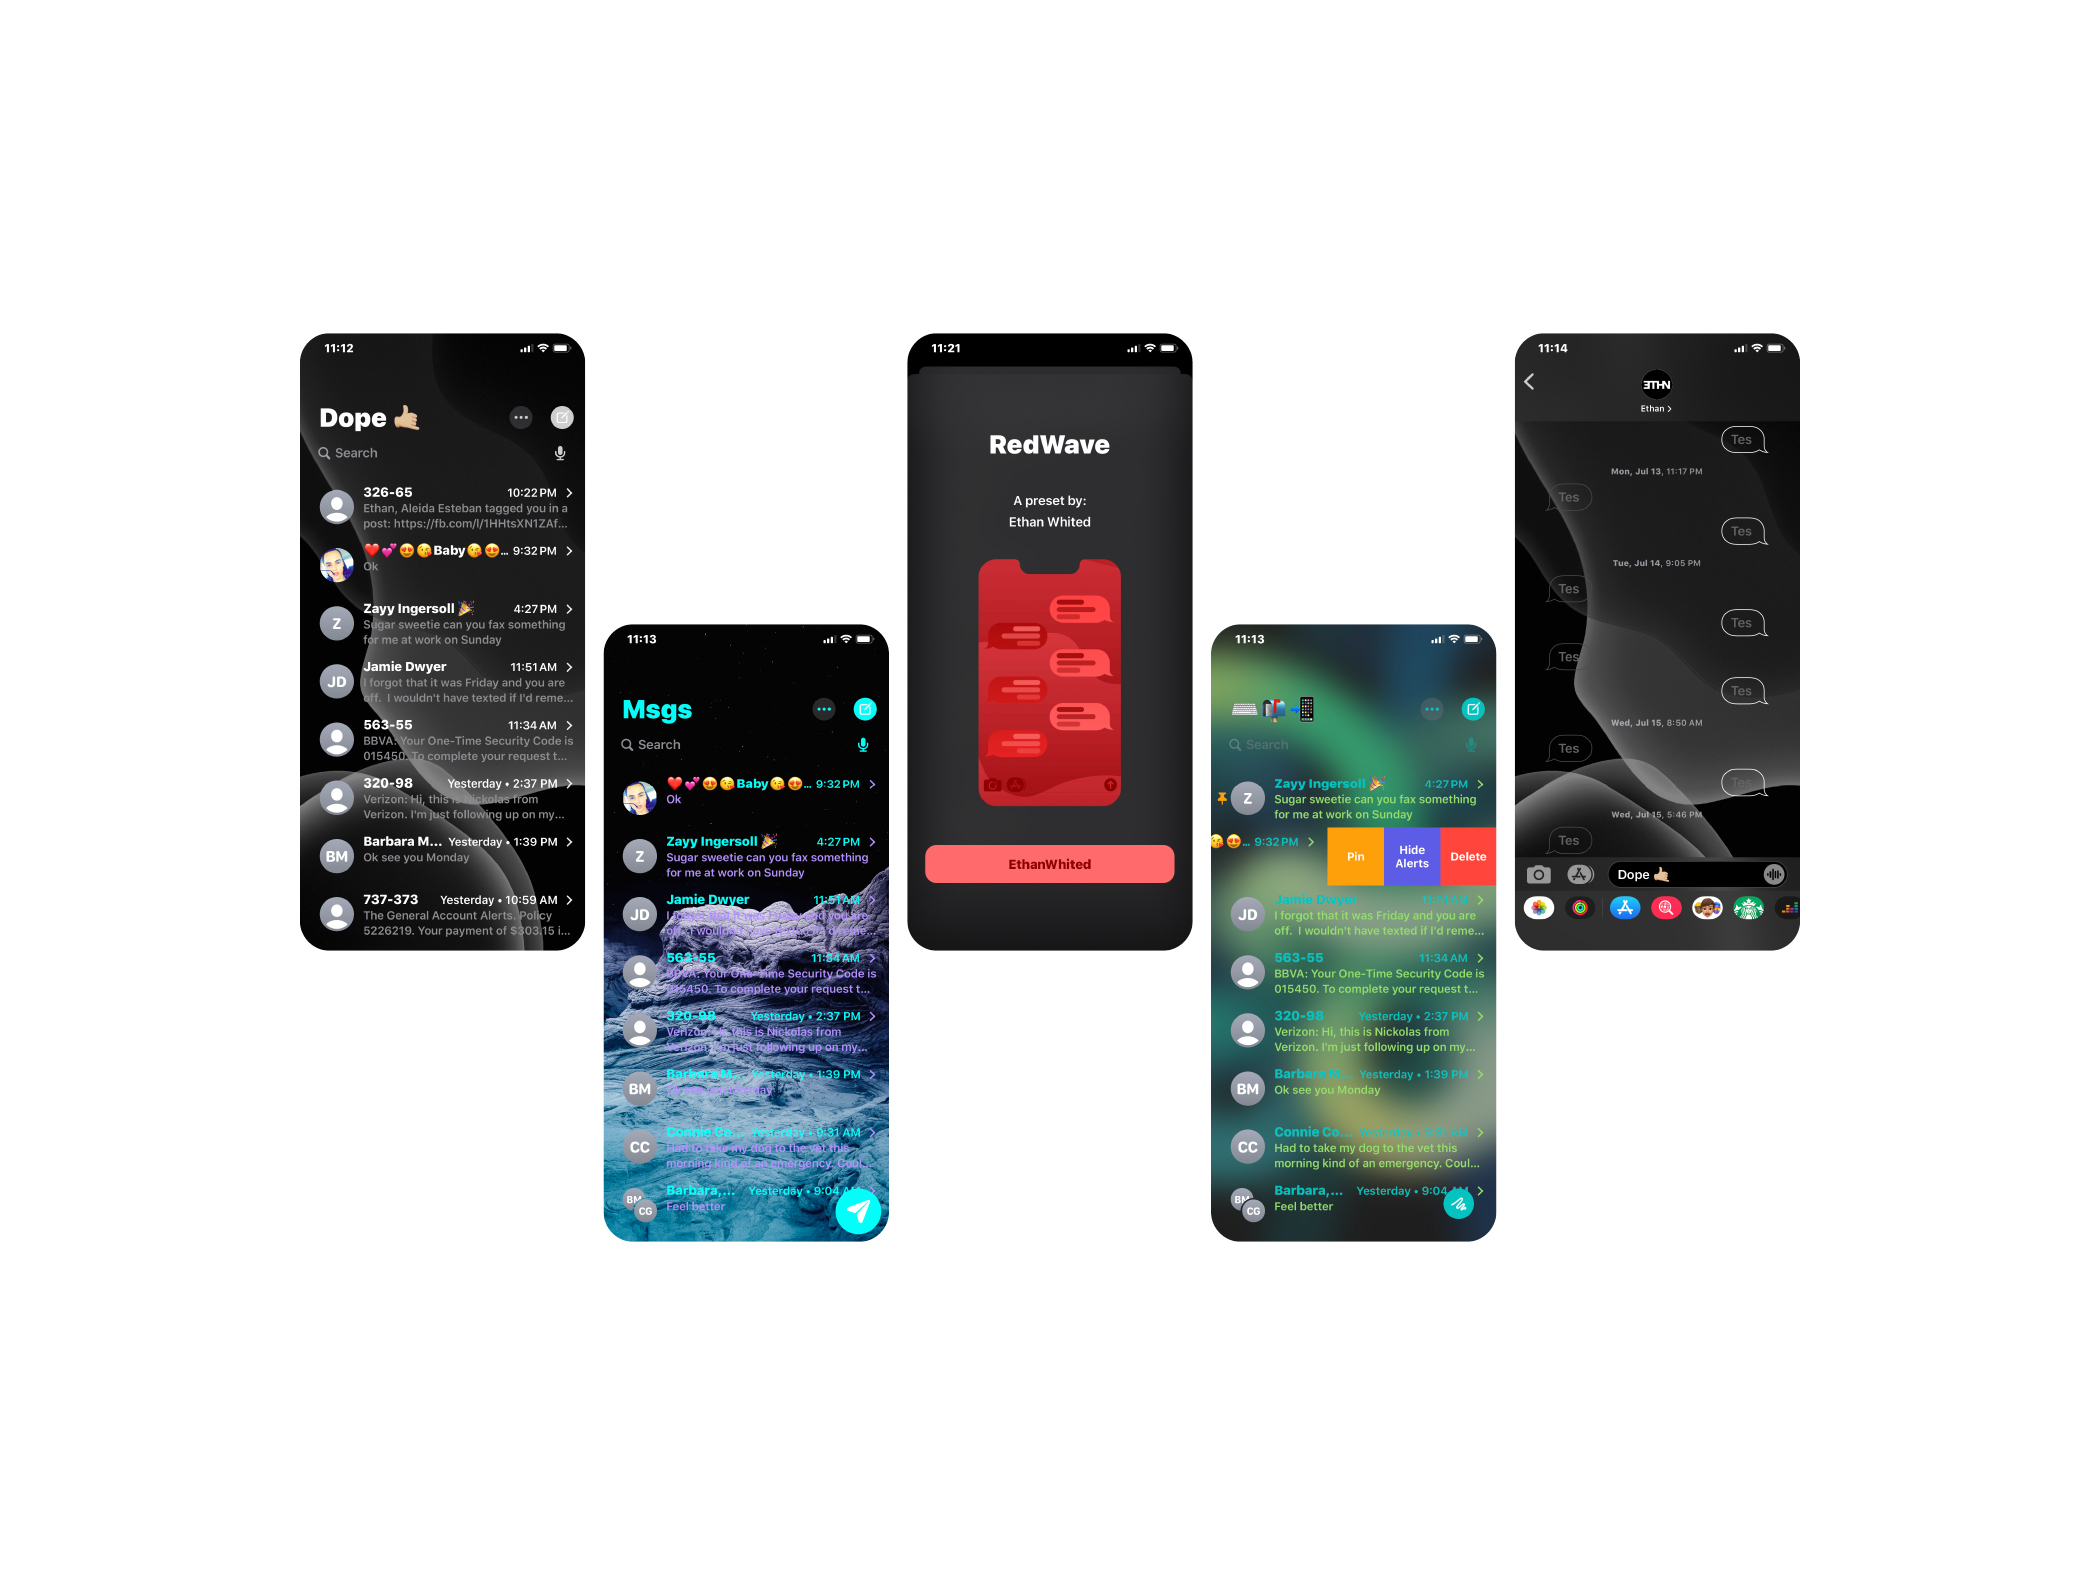 11:12
Dope 🤙🏼
Search
326-65 10:22 PM
Ethan, Aleida Esteban tagged you in a
post: https://fb.com/l/1HHtsXN1ZAf...
❤️💕😍😘Baby😘😍... 9:32 PM
Ok
Zayy Ingersoll 🎉 4:27 PM
Sugar sweetie can you fax something
for me at work on Sunday
JD Jamie Dwyer 11:51 AM
I forgot that it was Friday and you are
off. I wouldn't have texted if I'd reme...
563-55 11:34 AM
BBVA: Your One-Time Security Code is
015450. To complete your request t...
320-98 Yesterday • 2:37 PM
Verizon: Hi, this is Nickolas from
Verizon. I'm just following up on my...
BM Barbara M... Yesterday • 1:39 PM
Ok see you Monday
737-373 Yesterday • 10:59 AM
The General Account Alerts. Policy
5226219. Your payment of $303.15 i...
11:13
Msgs
Search
❤️💕😍😘Baby😘😍... 9:32 PM
Ok
Z Zayy Ingersoll 🎉 4:27 PM
Sugar sweetie can you fax something
for me at work on Sunday
JD Jamie Dwyer 11:51 AM
I forgot that it was Friday and you are
off. I wouldn't have texted if I'd reme...
563-55 11:34 AM
BBVA: Your One-Time Security Code is
015450. To complete your request t...
320-98 Yesterday • 2:37 PM
Verizon: Hi, this is Nickolas from
Verizon. I'm just following up on my...
BM Barbara M... Yesterday • 1:39 PM
CC Connie Co... Yesterday • 9:31 AM
Had to take my dog to the vet this
morning kind of an emergency. Coul...
BM CG Barbara,... Yesterday • 9:04 AM
Feel better
11:21
RedWave
A preset by:
Ethan Whited
EthanWhited
11:13
⌨️📬📲
Search
Z Zayy Ingersoll 🎉 4:27 PM
Sugar sweetie can you fax something
for me at work on Sunday
😘😍... 9:32 PM Pin Hide Alerts Delete
JD Jamie Dwyer 11:51 AM
I forgot that it was Friday and you are
off. I wouldn't have texted if I'd reme...
563-55 11:34 AM
BBVA: Your One-Time Security Code is
015450. To complete your request t...
320-98 Yesterday • 2:37 PM
Verizon: Hi, this is Nickolas from
Verizon. I'm just following up on my...
BM Barbara M... Yesterday • 1:39 PM
Ok see you Monday
CC Connie Co... Yesterday • 9:31 AM
Had to take my dog to the vet this
morning kind of an emergency. Coul...
BM CG Barbara,... Yesterday • 9:04 AM
Feel better
11:14
ETHN
Ethan
Tes
Mon, Jul 13, 11:17 PM
Tes
Tes
Tue, Jul 14, 9:05 PM
Tes
Tes
Tes
Tes
Wed, Jul 15, 8:50 AM
Tes
Tes
Wed, Jul 15, 5:46 PM
Tes
Dope 🤙🏼